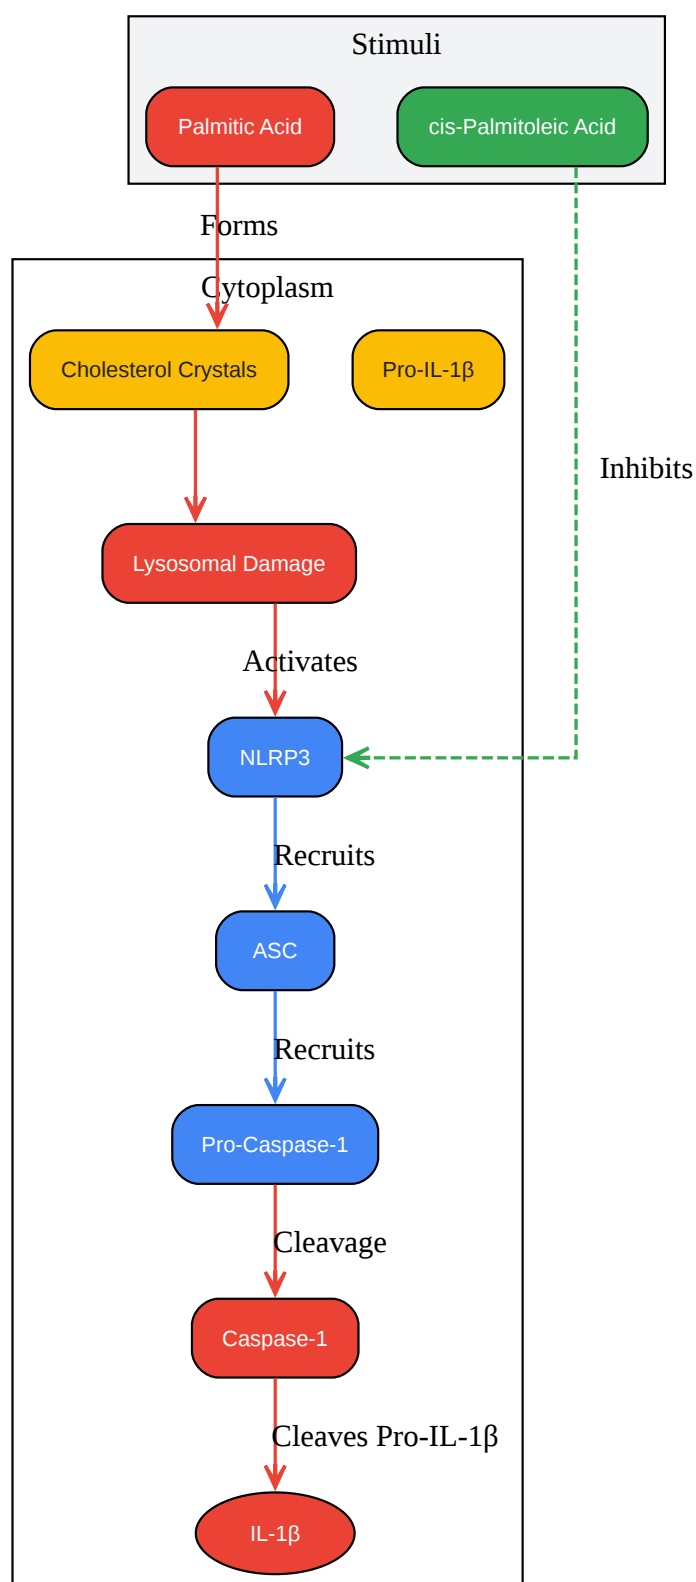 Stimuli
Palmitic Acid
cis-Palmitoleic Acid
Forms
Cytoplasm
Cholesterol Crystals
Pro-IL-1β
Inhibits
Lysosomal Damage
Activates
NLRP3
Recruits
ASC
Recruits
Pro-Caspase-1
Cleavage
Caspase-1
Cleaves Pro-IL-1β
IL-1β